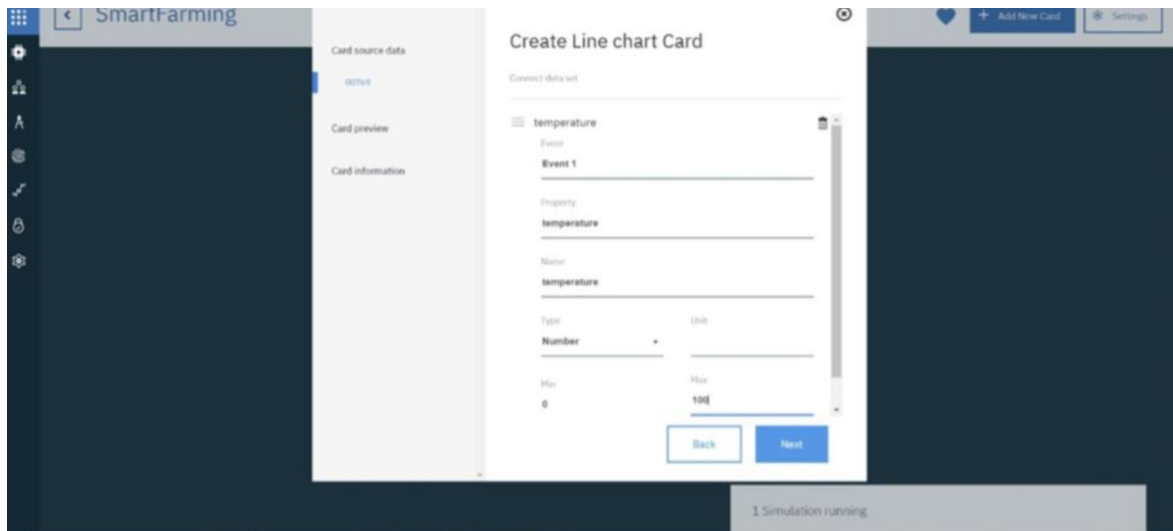 SmartFarming
+ Add New Card
Settings
Card source data
00769
Card preview
Card information
Create Line chart Card
Connect data set
temperature
Event
Event 1
Property
temperature
Name
temperature
Type
Unit
Number
Min
Max
0
100
Back
Next
1 Simulation running